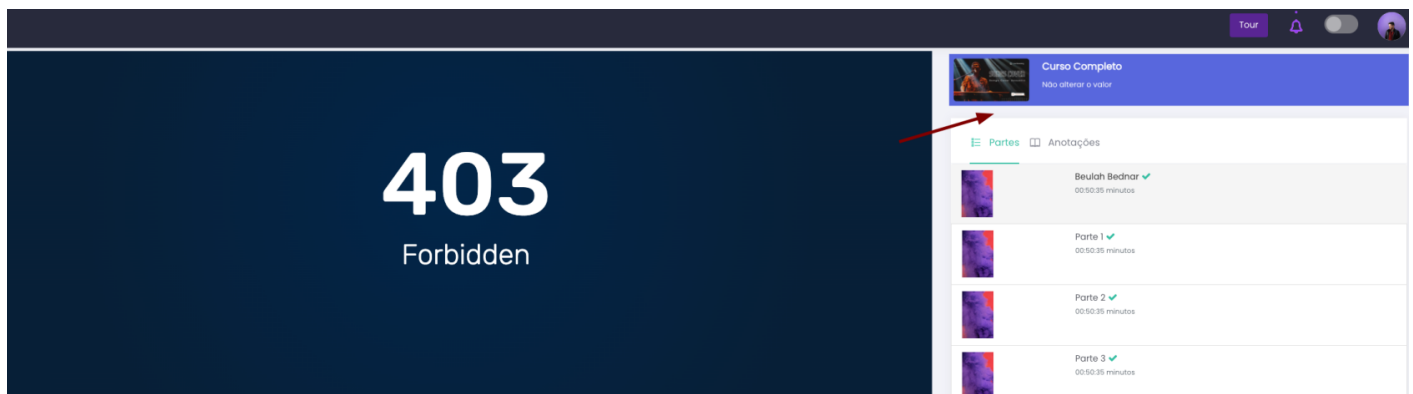 Tour
403
Forbidden
Curso Completo
Não alterar o valor
Partes
Anotações
Beulah Bednar
00:50:35 minutos
Parte 1
00:50:35 minutos
Parte 2
00:50:35 minutos
Parte 3
00:50:35 minutos